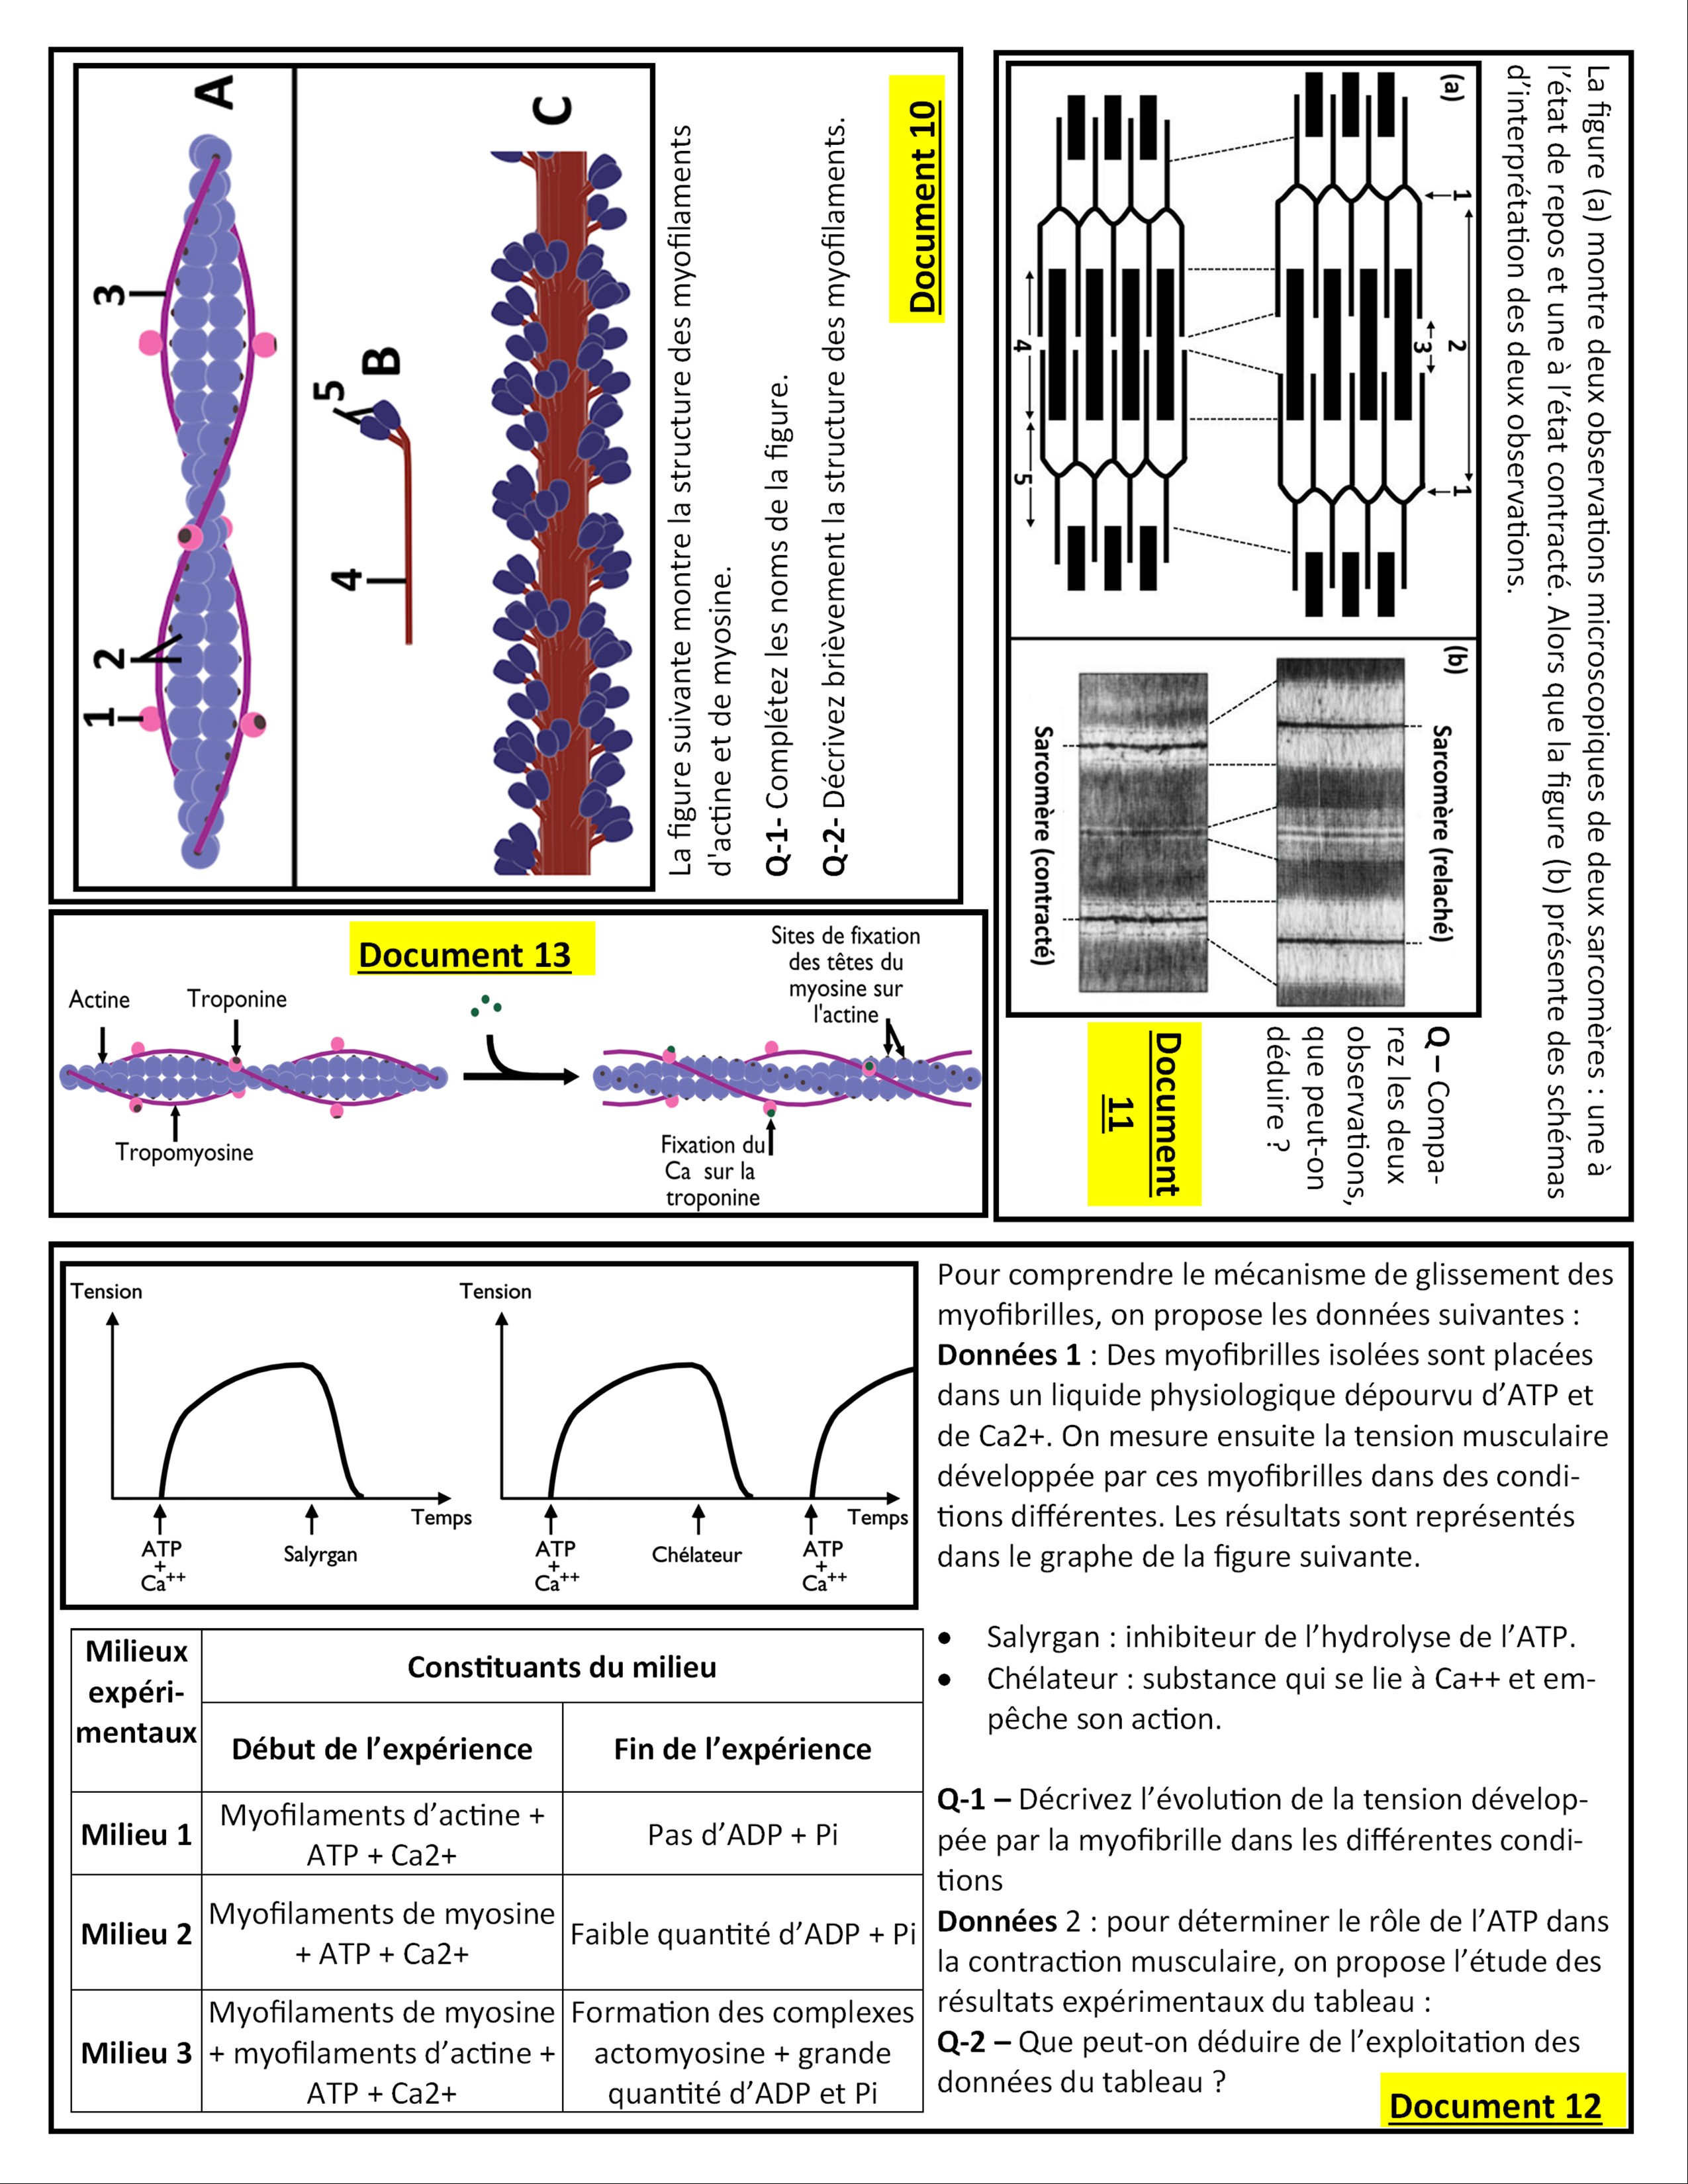 Document 10
La figure suivante montre la structure des myofilaments
d'actine et de myosine.
Q-1- Complétez les noms de la figure.
Q-2- Décrivez brièvement la structure des myofilaments.
A
3
2
1
B
5
4
C
La figure (a) montre deux observations microscopiques de deux sarcomères : une à
l'état de repos et une à l'état contracté. Alors que la figure (b) présente des schémas
d'interprétation des deux observations.
(a)
1
2
3
1
4
5
(b)
Sarcomère (relaché)
Sarcomère (contracté)
Q – Compa-
rez les deux
observations,
que peut-on
déduire ?
Document
11
Document 13
Actine
Troponine
Tropomyosine
Sites de fixation
des têtes du
myosine sur
l'actine
Fixation du
Ca sur la
troponine
Tension
Temps
ATP
+
Ca++
Salyrgan
Tension
Temps
ATP
+
Ca++
Chélateur
ATP
+
Ca++
Pour comprendre le mécanisme de glissement des
myofibrilles, on propose les données suivantes :
Données 1 : Des myofibrilles isolées sont placées
dans un liquide physiologique dépourvu d'ATP et
de Ca2+. On mesure ensuite la tension musculaire
développée par ces myofibrilles dans des condi-
tions différentes. Les résultats sont représentés
dans le graphe de la figure suivante.
• Salyrgan : inhibiteur de l'hydrolyse de l'ATP.
• Chélateur : substance qui se lie à Ca++ et em-
pêche son action.
Q-1 – Décrivez l'évolution de la tension dévelop-
pée par la myofibrille dans les différentes condi-
tions
Données 2 : pour déterminer le rôle de l'ATP dans
la contraction musculaire, on propose l'étude des
résultats expérimentaux du tableau :
Q-2 – Que peut-on déduire de l'exploitation des
données du tableau ?
Milieux
expéri-
mentaux
Constituants du milieu
Début de l'expérience
Fin de l'expérience
Milieu 1
Myofilaments d'actine +
ATP + Ca2+
Pas d'ADP + Pi
Milieu 2
Myofilaments de myosine
+ ATP + Ca2+
Faible quantité d'ADP + Pi
Milieu 3
Myofilaments de myosine
+ myofilaments d'actine +
ATP + Ca2+
Formation des complexes
actomyosine + grande
quantité d'ADP et Pi
Document 12